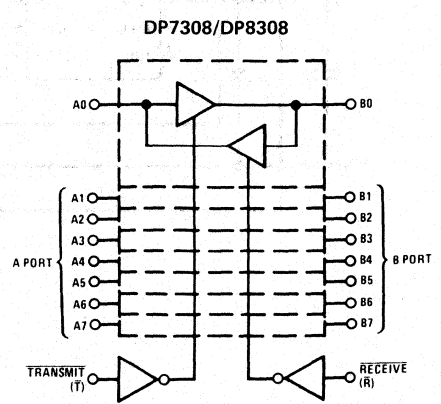 DP7308/DP8308
A0 B0
A1 B1
A2 B2
A3 B3
A PORT A4 B4 B PORT
A5 B5
A6 B6
A7 B7
TRANSMIT RECEIVE
(T̄) (R̄)